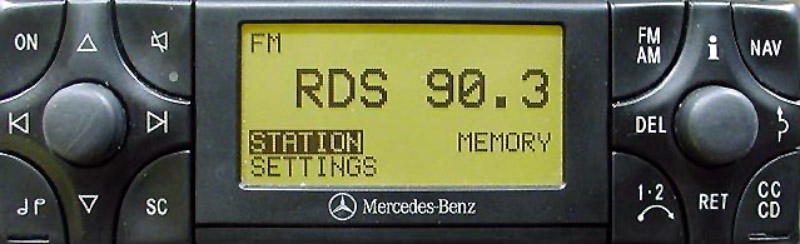 ON
FM
AM
i
NAV
FM
RDS 90.3
DEL
STATION MEMORY
SETTINGS
SC
1·2
RET
CC
CD
Mercedes-Benz